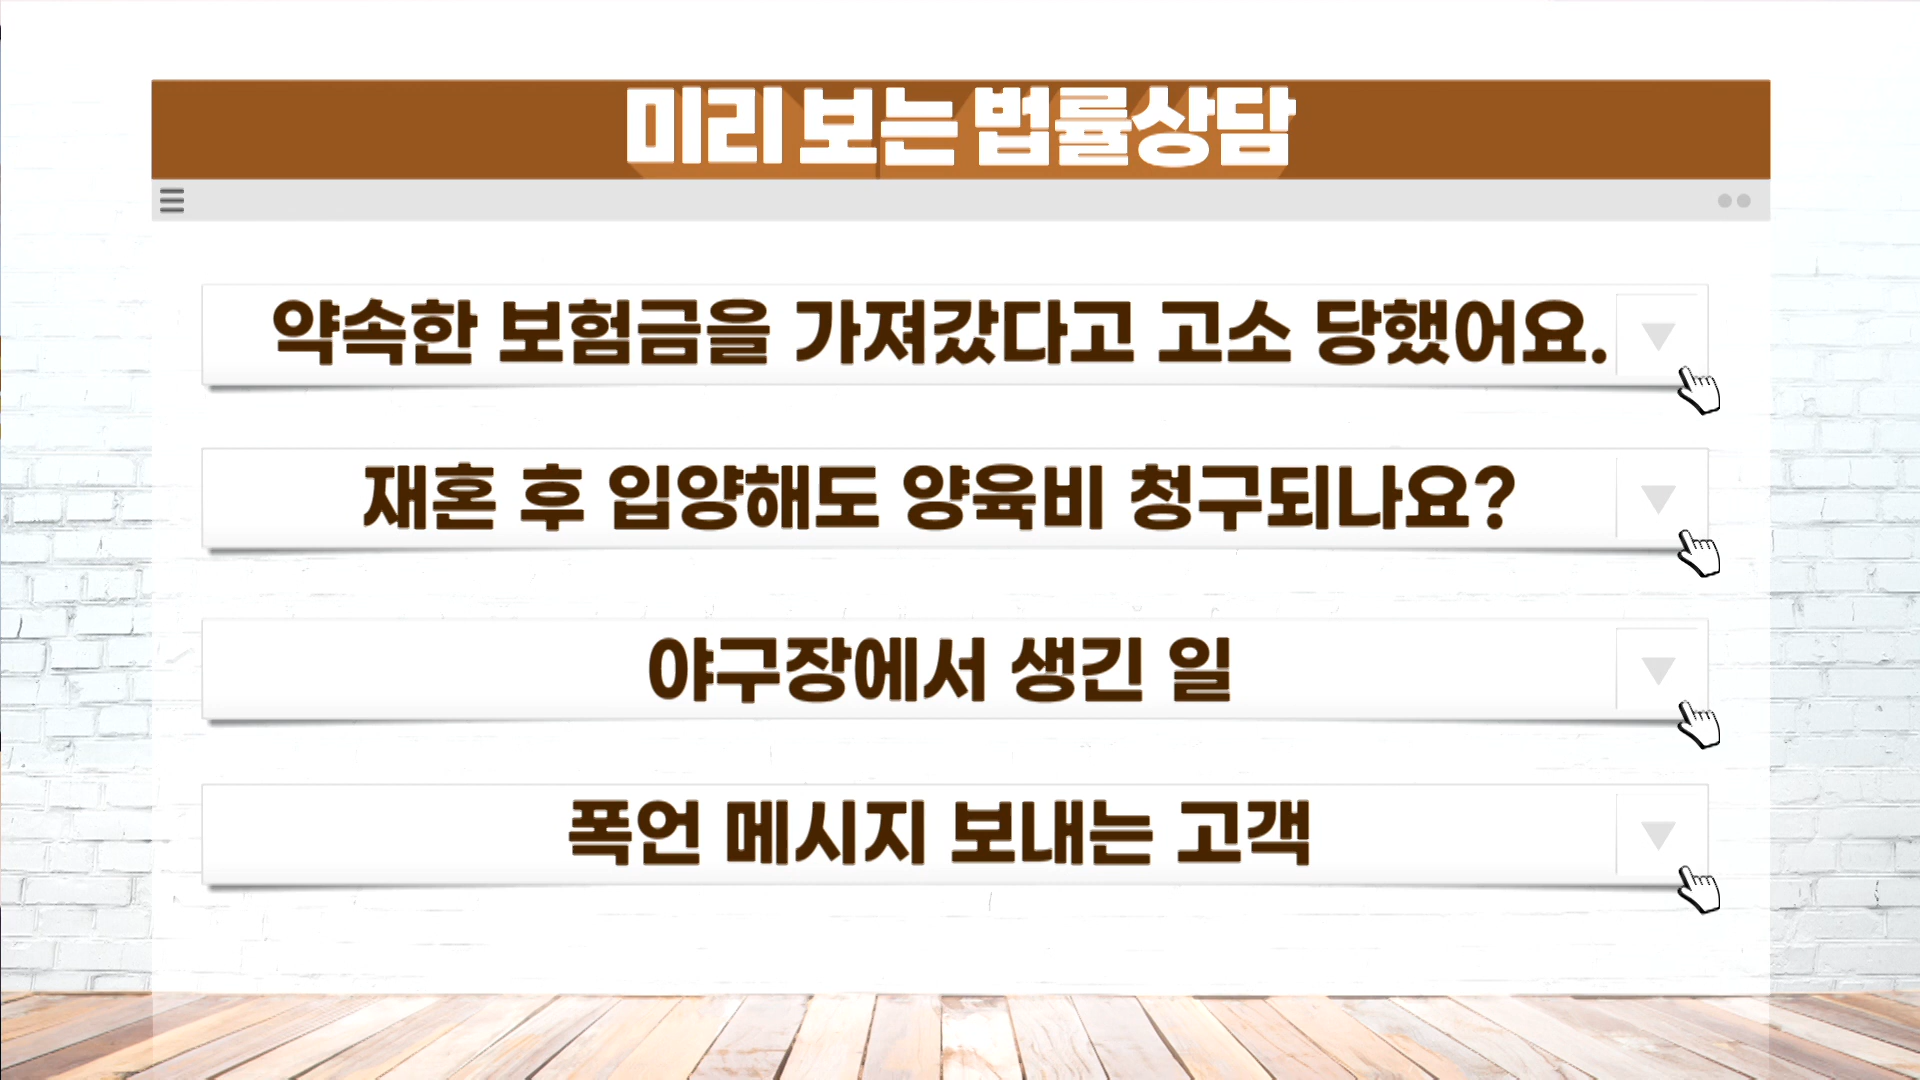 미리 보는 법률상담
약속한 보험금을 가져갔다고 고소 당했어요.
재혼 후 입양해도 양육비 청구되나요?
야구장에서 생긴 일
폭언 메시지 보내는 고객